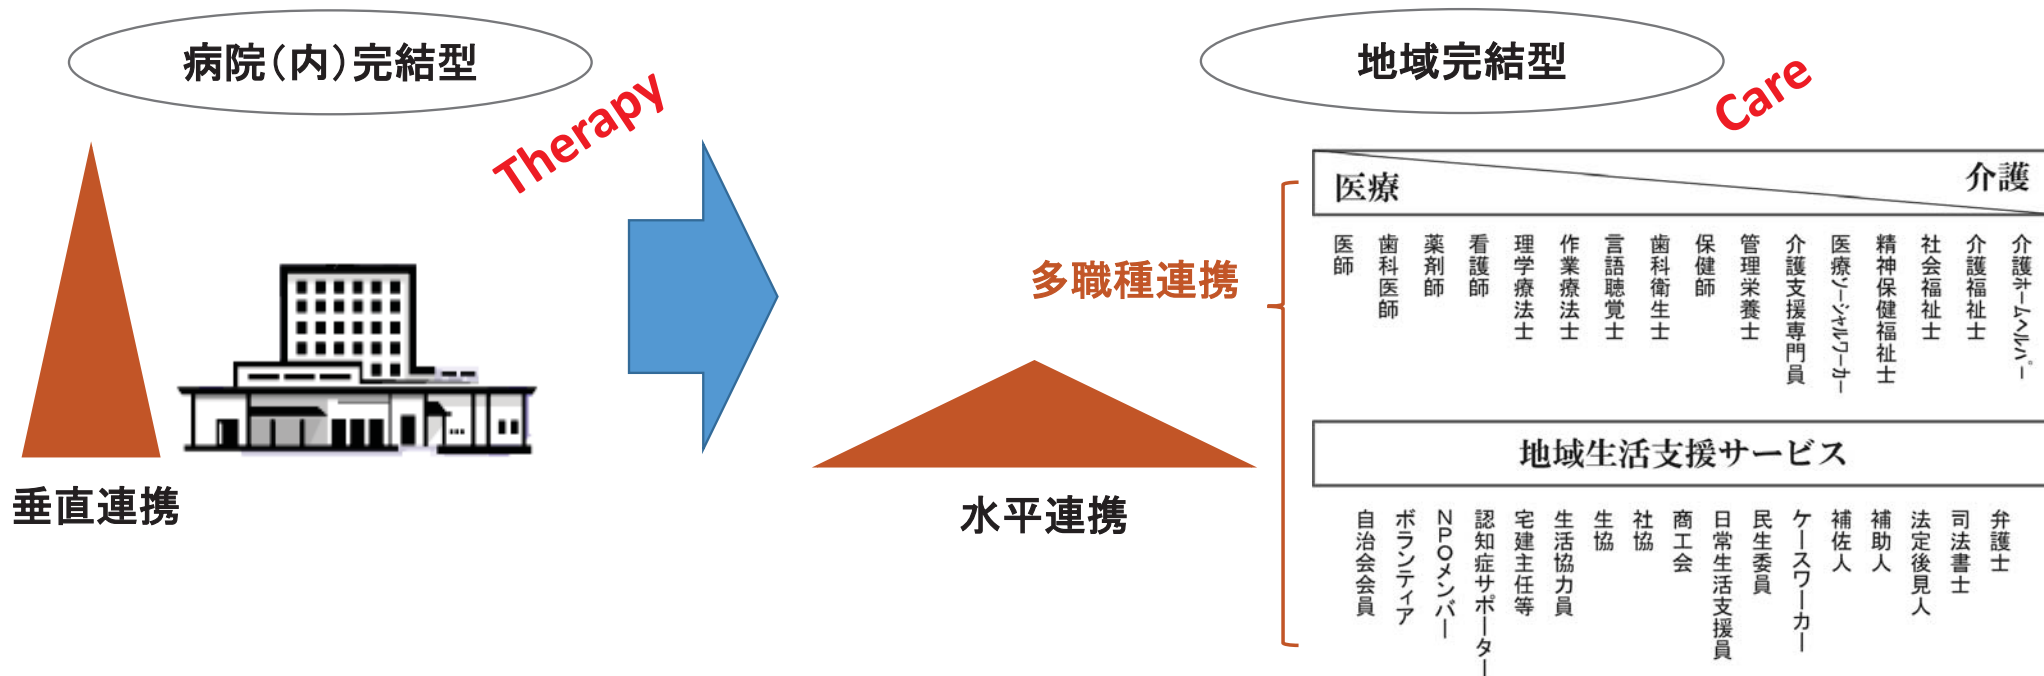 病院(内)完結型
Therapy
垂直連携
地域完結型
Care
多職種連携
水平連携
医療
介護
医師
歯科医師
薬剤師
看護師
理学療法士
作業療法士
言語聴覚士
歯科衛生士
保健師
管理栄養士
介護支援専門員
医療ソーシャルワーカー
精神保健福祉士
社会福祉士
介護福祉士
介護ホームヘルパー
地域生活支援サービス
自治会会員
ボランティア
NPOメンバー
認知症サポーター
宅建主任等
生活協力員
生協
社協
商工会
日常生活支援員
民生委員
ケースワーカー
補佐人
補助人
法定後見人
司法書士
弁護士